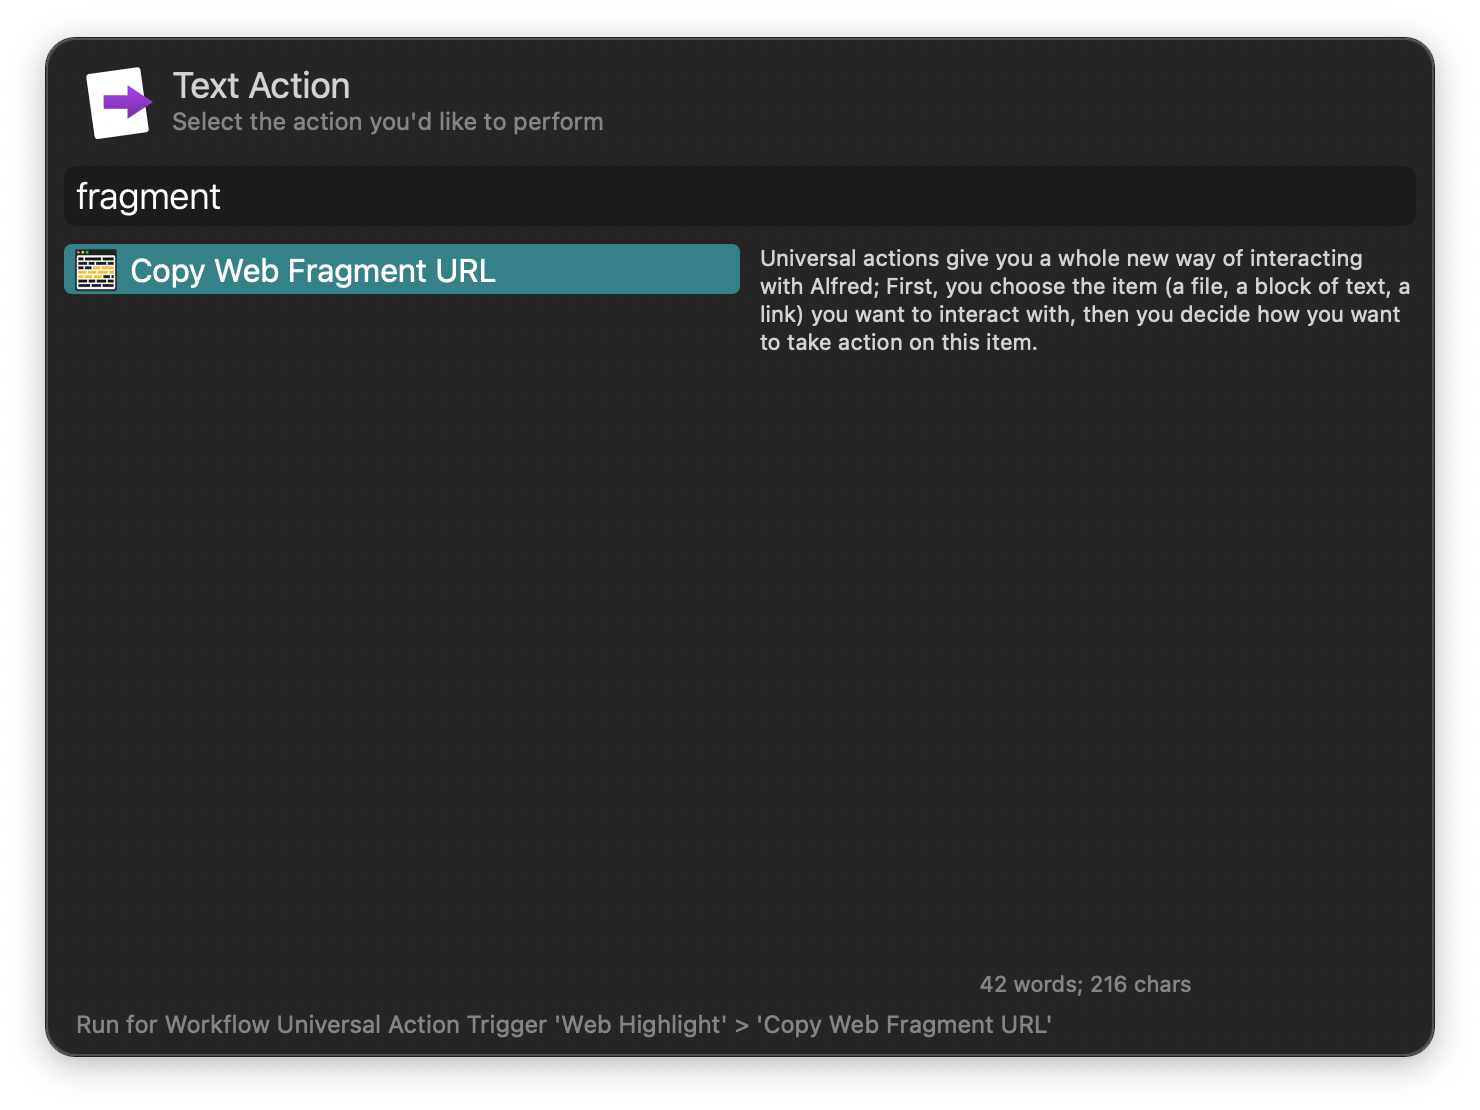 Text Action
Select the action you'd like to perform
fragment
Copy Web Fragment URL
Universal actions give you a whole new way of interacting
with Alfred; First, you choose the item (a file, a block of text, a
link) you want to interact with, then you decide how you want
to take action on this item.
42 words; 216 chars
Run for Workflow Universal Action Trigger 'Web Highlight' > 'Copy Web Fragment URL'